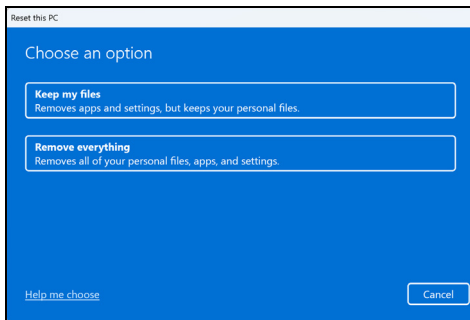 Reset this PC
Choose an option
Keep my files
Removes apps and settings, but keeps your personal files.
Remove everything
Removes all of your personal files, apps, and settings.
Help me choose
Cancel